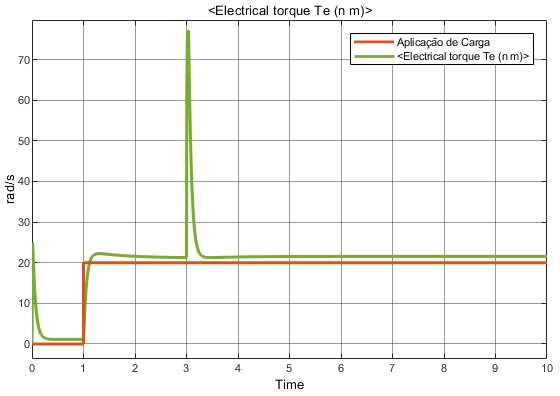 <Electrical torque Te (n m)>
Aplicação de Carga
<Electrical torque Te (n m)>
rad/s
70
60
50
40
30
20
10
0
0 1 2 3 4 5 6 7 8 9 10
Time